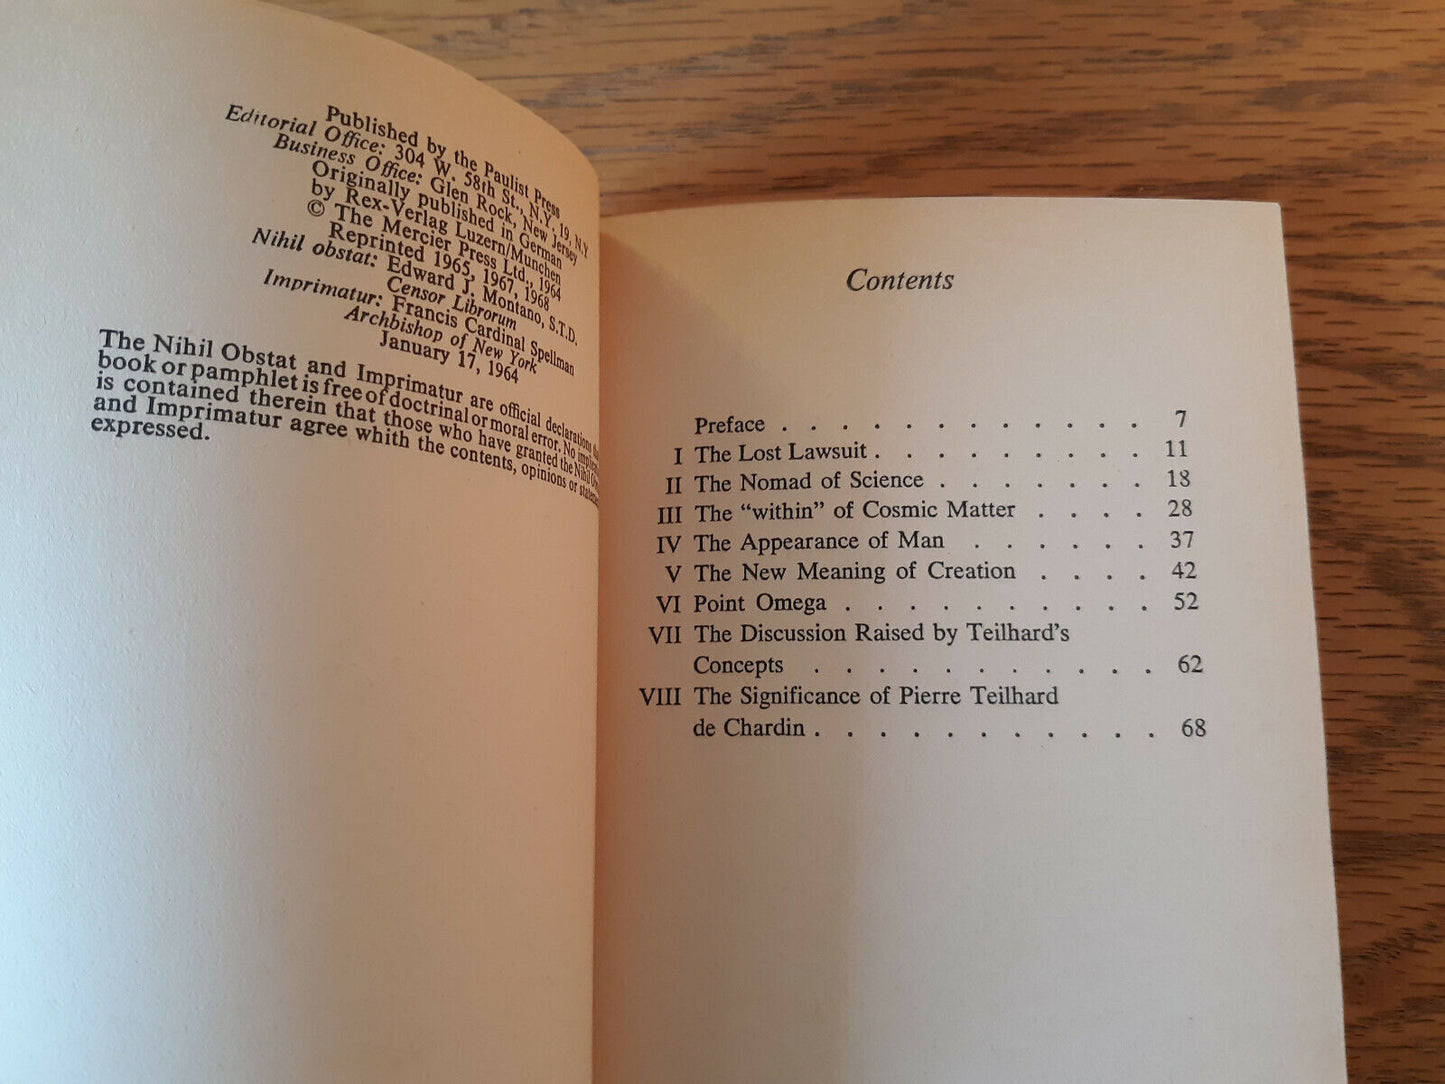 Published by the Paulist Press
Editorial Office: 304 W. 58th St., N.Y. 19, N.Y
Business Office: Glen Rock, New Jersey
Originally published in German
by Rex-Verlag Luzern/Munchen
© The Mercier Press Ltd., 1964
Reprinted 1965, 1967, 1968
Nihil obstat: Edward J. Montano, S.T.D.
Censor Librorum
Imprimatur: Francis Cardinal Spellman
Archbishop of New York
January 17, 1964
The Nihil Obstat and Imprimatur are official declarations
book or pamphlet is free of doctrinal or moral error. No
is contained therein that those who have granted the Nihil
and Imprimatur agree whith the contents, opinions or
expressed.
Contents
Preface . . . . . . . . . . . . 7
I The Lost Lawsuit . . . . . . . . . 11
II The Nomad of Science . . . . . . . 18
III The “within” of Cosmic Matter . . . . 28
IV The Appearance of Man . . . . . . 37
V The New Meaning of Creation . . . . 42
VI Point Omega . . . . . . . . . . 52
VII The Discussion Raised by Teilhard’s
Concepts . . . . . . . . . . . 62
VIII The Significance of Pierre Teilhard
de Chardin . . . . . . . . . . . 68